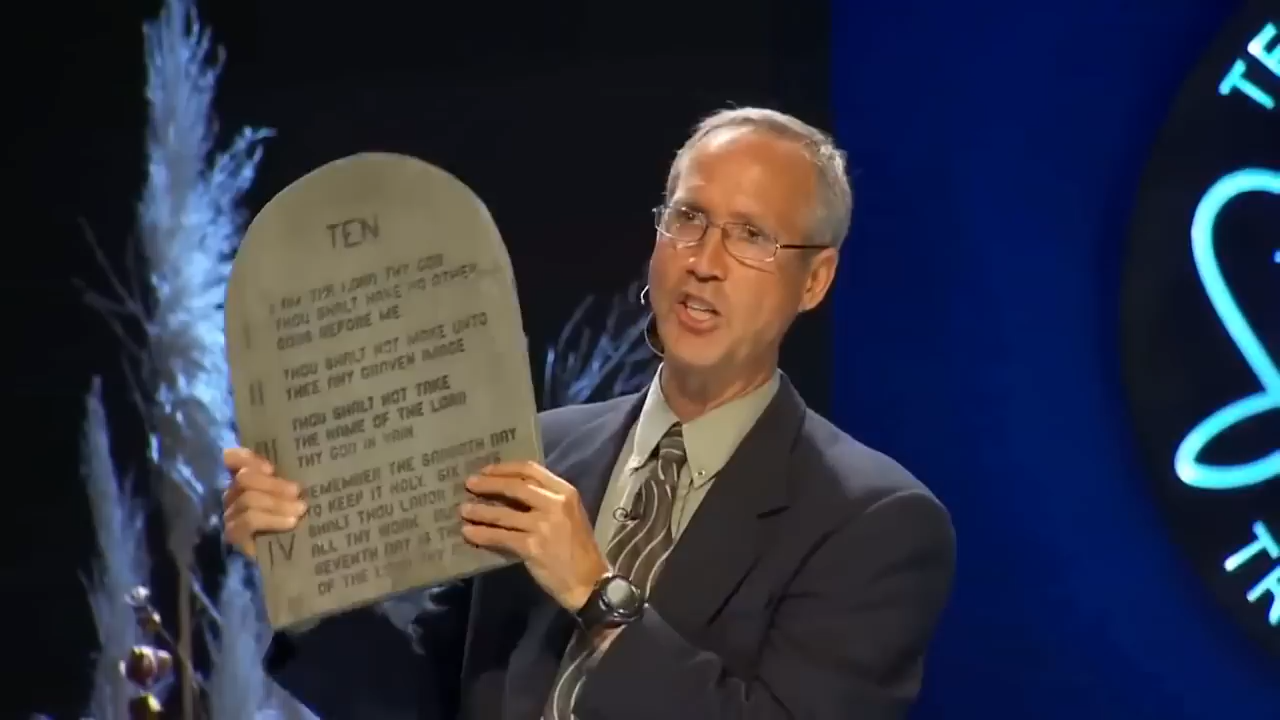 TEN
I AM THE LORD THY GOD
THOU SHALT HAVE NO OTHER
GODS BEFORE ME
II
THOU SHALT NOT MAKE UNTO
THEE ANY GRAVEN IMAGE
III
THOU SHALT NOT TAKE
THE NAME OF THE LORD
THY GOD IN VAIN
IV
REMEMBER THE SABBATH DAY
TO KEEP IT HOLY. SIX DAYS
SHALT THOU LABOR
ALL THY WORK
SEVENTH DAY IS THE
OF THE LORD THY